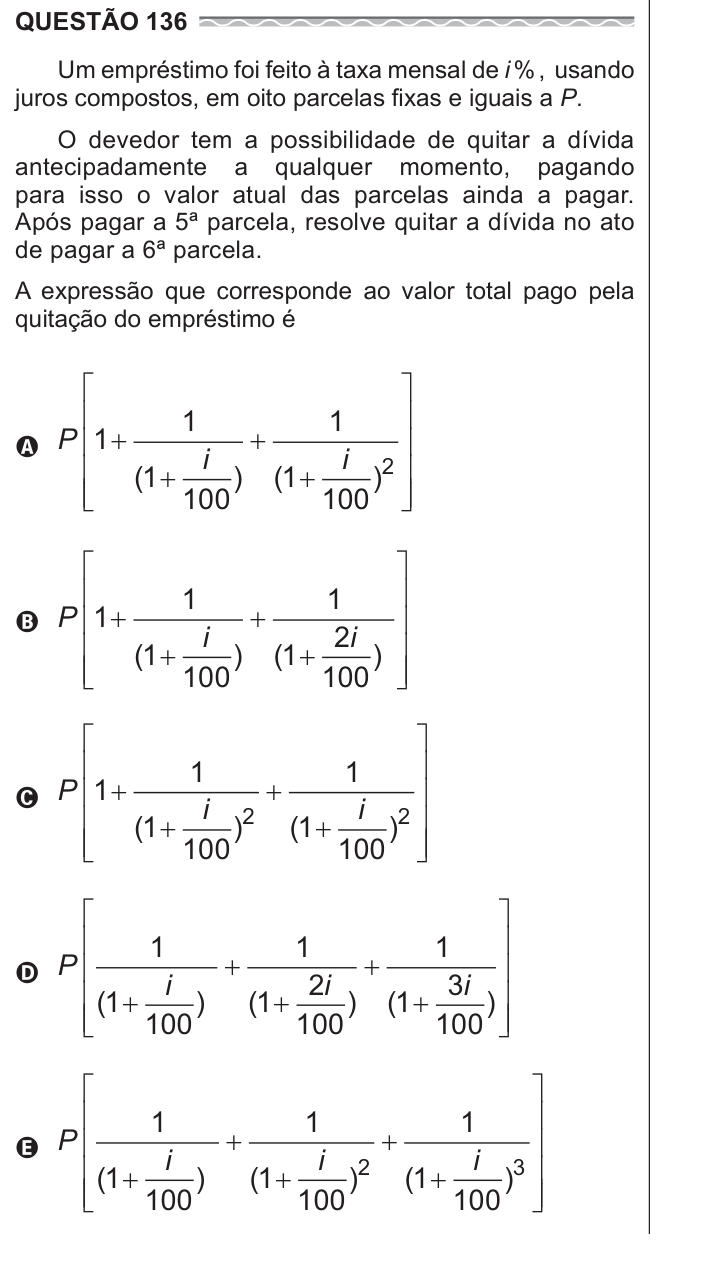 QUESTÃO 136
Um empréstimo foi feito à taxa mensal de i%, usando
juros compostos, em oito parcelas fixas e iguais a P.
O devedor tem a possibilidade de quitar a dívida
antecipadamente a qualquer momento, pagando
para isso o valor atual das parcelas ainda a pagar.
Após pagar a 5ª parcela, resolve quitar a dívida no ato
de pagar a 6ª parcela.
A expressão que corresponde ao valor total pago pela
quitação do empréstimo é
A P[1 + 1/(1 + i/100) + 1/(1 + i/100)²]
B P[1 + 1/(1 + i/100) + 1/(1 + 2i/100)]
C P[1 + 1/(1 + i/100)² + 1/(1 + i/100)²]
D P[1/(1 + i/100) + 1/(1 + 2i/100) + 1/(1 + 3i/100)]
E P[1/(1 + i/100) + 1/(1 + i/100)² + 1/(1 + i/100)³]